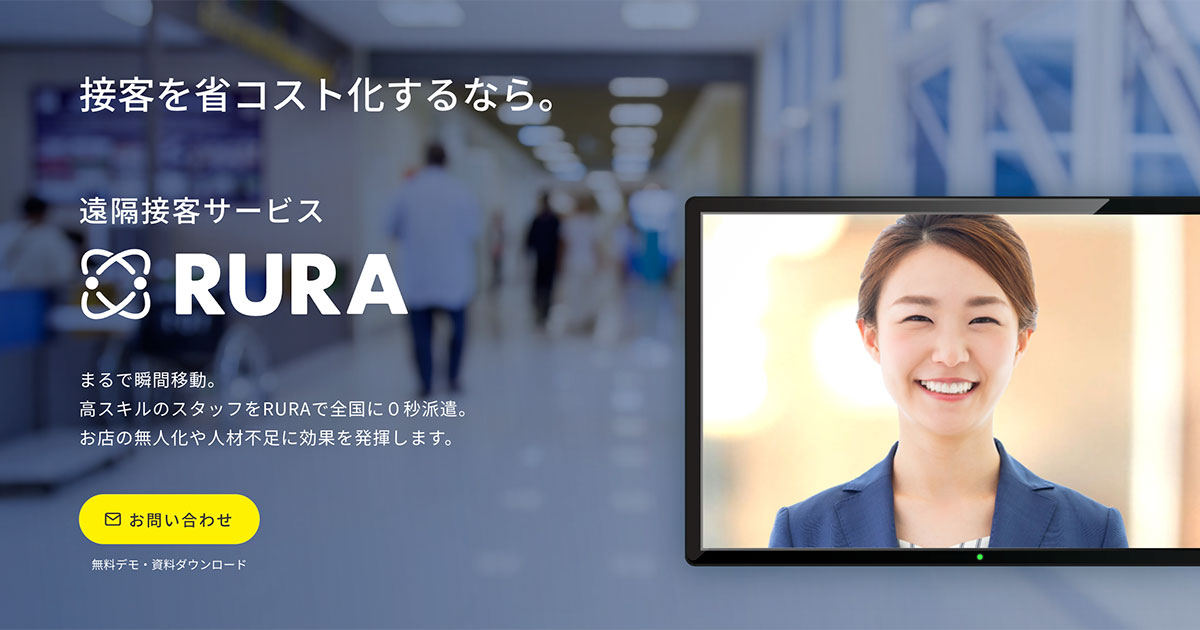 接客を省コスト化するなら。
遠隔接客サービス
RURA
まるで瞬間移動。
高スキルのスタッフをRURAで全国に０秒派遣。
お店の無人化や人材不足に効果を発揮します。
お問い合わせ
無料デモ・資料ダウンロード